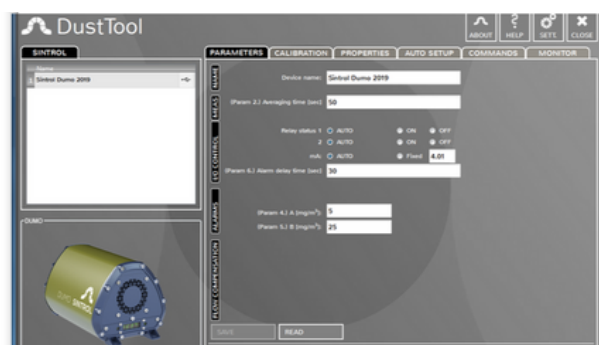 DustTool
ABOUT HELP SETT. CLOSE
SINTROL
PARAMETERS CALIBRATION PROPERTIES AUTO SETUP COMMANDS MONITOR
Name
Sintrol Dumo 2019
NAME
Device name: Sintrol Dumo 2019
MEAS
(Param 2.) Averaging time (sec) 50
I/O CONTROL
Relay status 1 AUTO ON OFF
2 AUTO ON OFF
mA: AUTO Fixed 4.01
(Param 6.) Alarm delay time (sec) 30
ALARMS
(Param 4.) A (mg/m³): 5
(Param 5.) B (mg/m³): 25
FLOW COMPENSATION
DUMO
DUMO SINTROL
SAVE READ